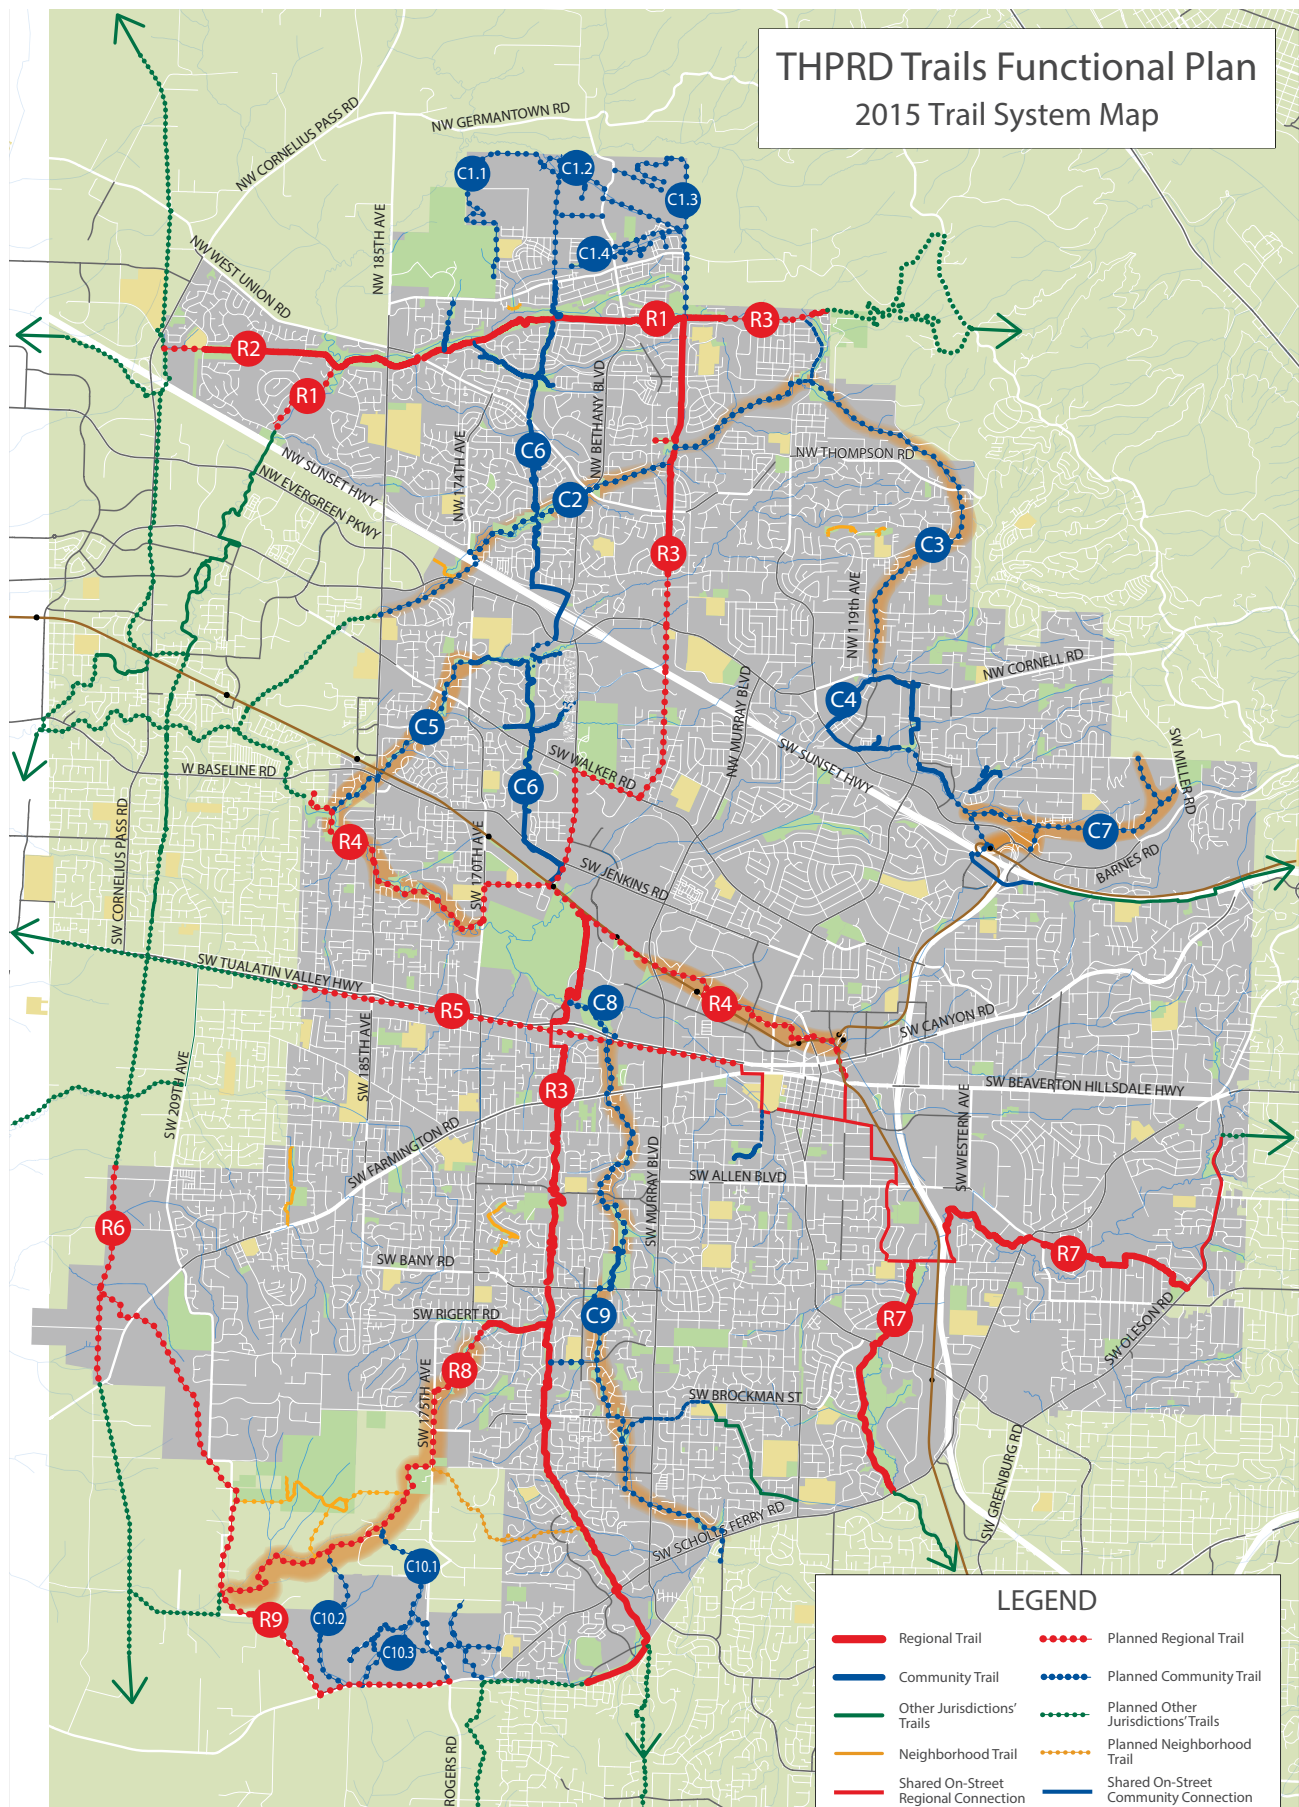 THPRD Trails Functional Plan
2015 Trail System Map
NW GERMANTOWN RD
NW CORNELIUS PASS RD
C1.1
C1.2
C1.3
C1.4
NW 185TH AVE
NW WEST UNION RD
R1
R3
R2
R1
NW BETHANY BLVD
C6
NW 174TH AVE
NW THOMPSON RD
NW SUNSET HWY
NW EVERGREEN PKWY
C2
C3
R3
NW 119th AVE
NW CORNELL RD
C4
NW MURRAY BLVD
C5
SW WALKER RD
SW SUNSET HWY
SW MILLER RD
W BASELINE RD
C6
C7
R4
BARNES RD
SW CORNELIUS PASS RD
SW 170TH AVE
SW JENKINS RD
SW TUALATIN VALLEY HWY
R5
C8
R4
SW CANYON RD
SW 185TH AVE
SW 209TH AVE
R3
SW BEAVERTON HILLSDALE HWY
SW WESTERN AVE
SW FARMINGTON RD
SW MURRAY BLVD
SW ALLEN BLVD
R6
SW BANY RD
R7
SW RIGERT RD
C9
R7
SW OLESON RD
R8
SW 175TH AVE
SW BROCKMAN ST
SW GREENBURG RD
SW SCHOLLS FERRY RD
C10.1
R9
C10.2
C10.3
ROGERS RD
LEGEND
Regional Trail
Planned Regional Trail
Community Trail
Planned Community Trail
Other Jurisdictions'
Trails
Planned Other
Jurisdictions' Trails
Neighborhood Trail
Planned Neighborhood
Trail
Shared On-Street
Regional Connection
Shared On-Street
Community Connection